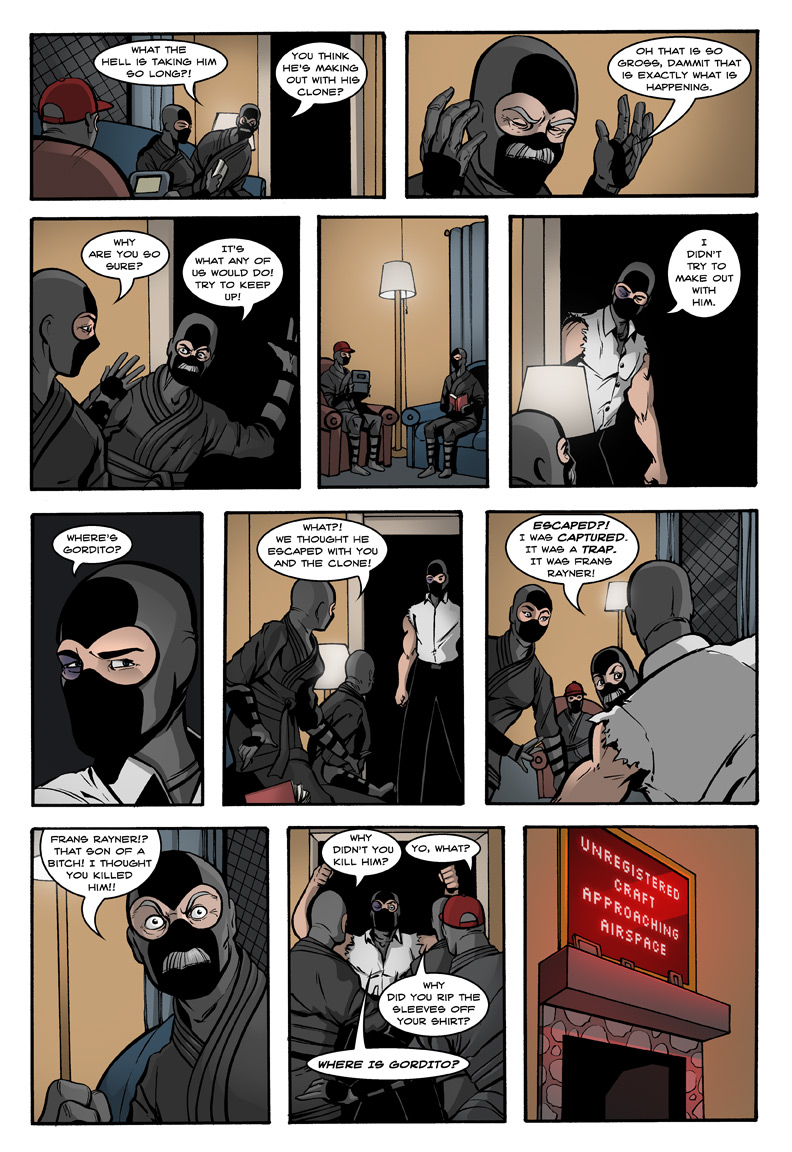 WHAT THE
HELL IS TAKING HIM
SO LONG?!
YOU THINK
HE'S MAKING
OUT WITH HIS
CLONE?
OH THAT IS SO
GROSS, DAMMIT THAT
IS EXACTLY WHAT IS
HAPPENING.
WHY
ARE YOU SO
SURE?
IT'S
WHAT ANY OF
US WOULD DO!
TRY TO KEEP
UP!
I
DIDN'T
TRY TO
MAKE OUT
WITH
HIM.
WHERE'S
GORDITO?
WHAT?!
WE THOUGHT HE
ESCAPED WITH YOU
AND THE CLONE!
ESCAPED?!
I WAS CAPTURED.
IT WAS A TRAP.
IT WAS FRANS
RAYNER!
FRANS RAYNER!?
THAT SON OF A
BITCH! I THOUGHT
YOU KILLED
HIM!!
WHY
DIDN'T YOU
KILL HIM?
YO, WHAT?
WHY
DID YOU RIP THE
SLEEVES OFF
YOUR SHIRT?
WHERE IS GORDITO?
UNREGISTERED
CRAFT
APPROACHING
AIRSPACE